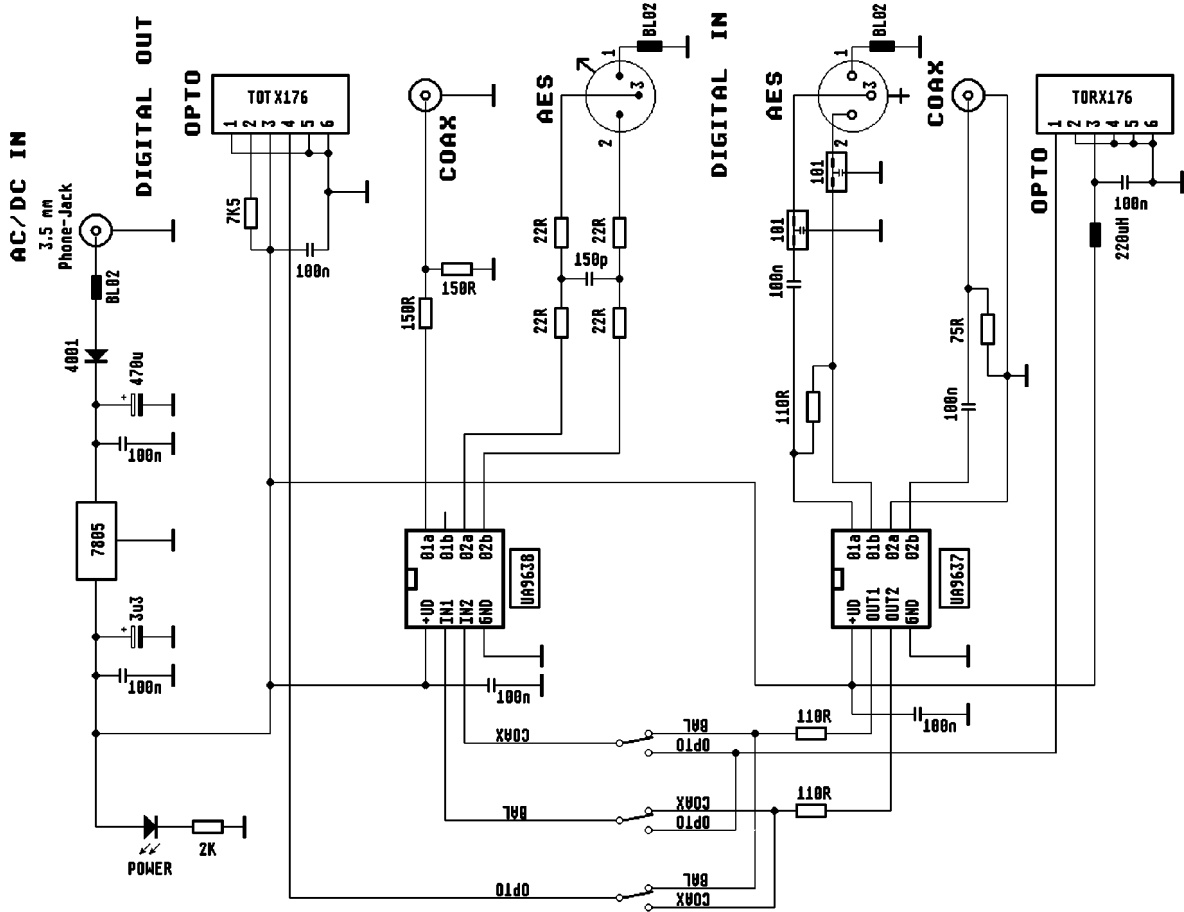 AC/DC IN
3.5 mm
Phone-Jack
BL02
4001
470u
+
100n
7805
3u3
+
100n
POWER
2K
DIGITAL OUT
OPTO
TOTX176
1 2 3 4 5 6
7K5
100n
COAX
150R
150R
AES
1
2
3
BL02
22R
22R
150p
22R
22R
UA9638
01a
01b
02a
02b
+UD
IN1
IN2
GND
100n
DIGITAL IN
AES
1
2
3
BL02
101
101
100n
110R
COAX
75R
100n
OPTO
TORX176
1 2 3 4 5 6
100n
220uH
UA9637
01a
01b
02a
02b
+UD
OUT1
OUT2
GND
100n
COAX
BAL
OPTO
110R
BAL
COAX
OPTO
110R
OPTO
BAL
COAX